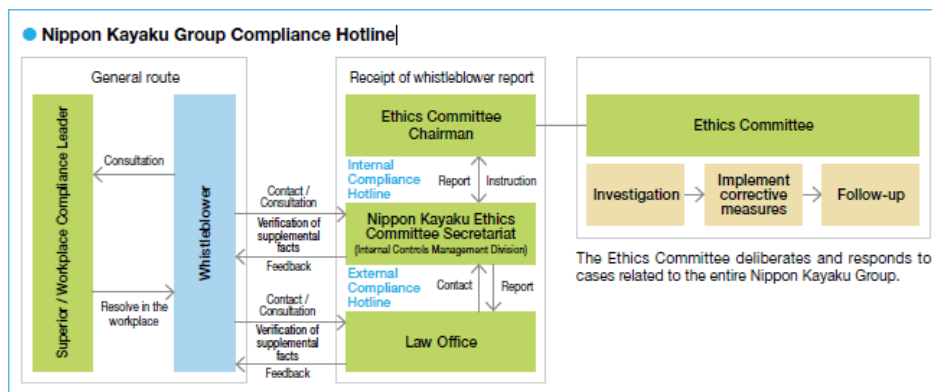 Nippon Kayaku Group Compliance Hotline
General route
Superior / Workplace Compliance Leader
Consultation
Resolve in the
workplace
Whistleblower
Contact /
Consultation
Verification of
supplemental
facts
Feedback
Contact /
Consultation
Verification of
supplemental
facts
Feedback
Receipt of whistleblower report
Ethics Committee
Chairman
Internal
Compliance
Hotline
Report
Instruction
Nippon Kayaku Ethics
Committee Secretariat
(Internal Controls Management Division)
External
Compliance
Hotline
Contact
Report
Law Office
Ethics Committee
Investigation
Implement
corrective
measures
Follow-up
The Ethics Committee deliberates and responds to
cases related to the entire Nippon Kayaku Group.